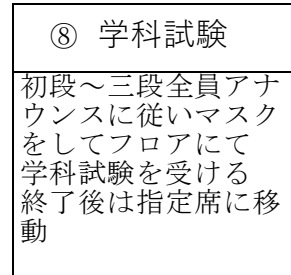 ⑧ 学科試験
初段～三段全員アナ
ウンスに従いマスク
をしてフロアにて
学科試験を受ける
終了後は指定席に移
動